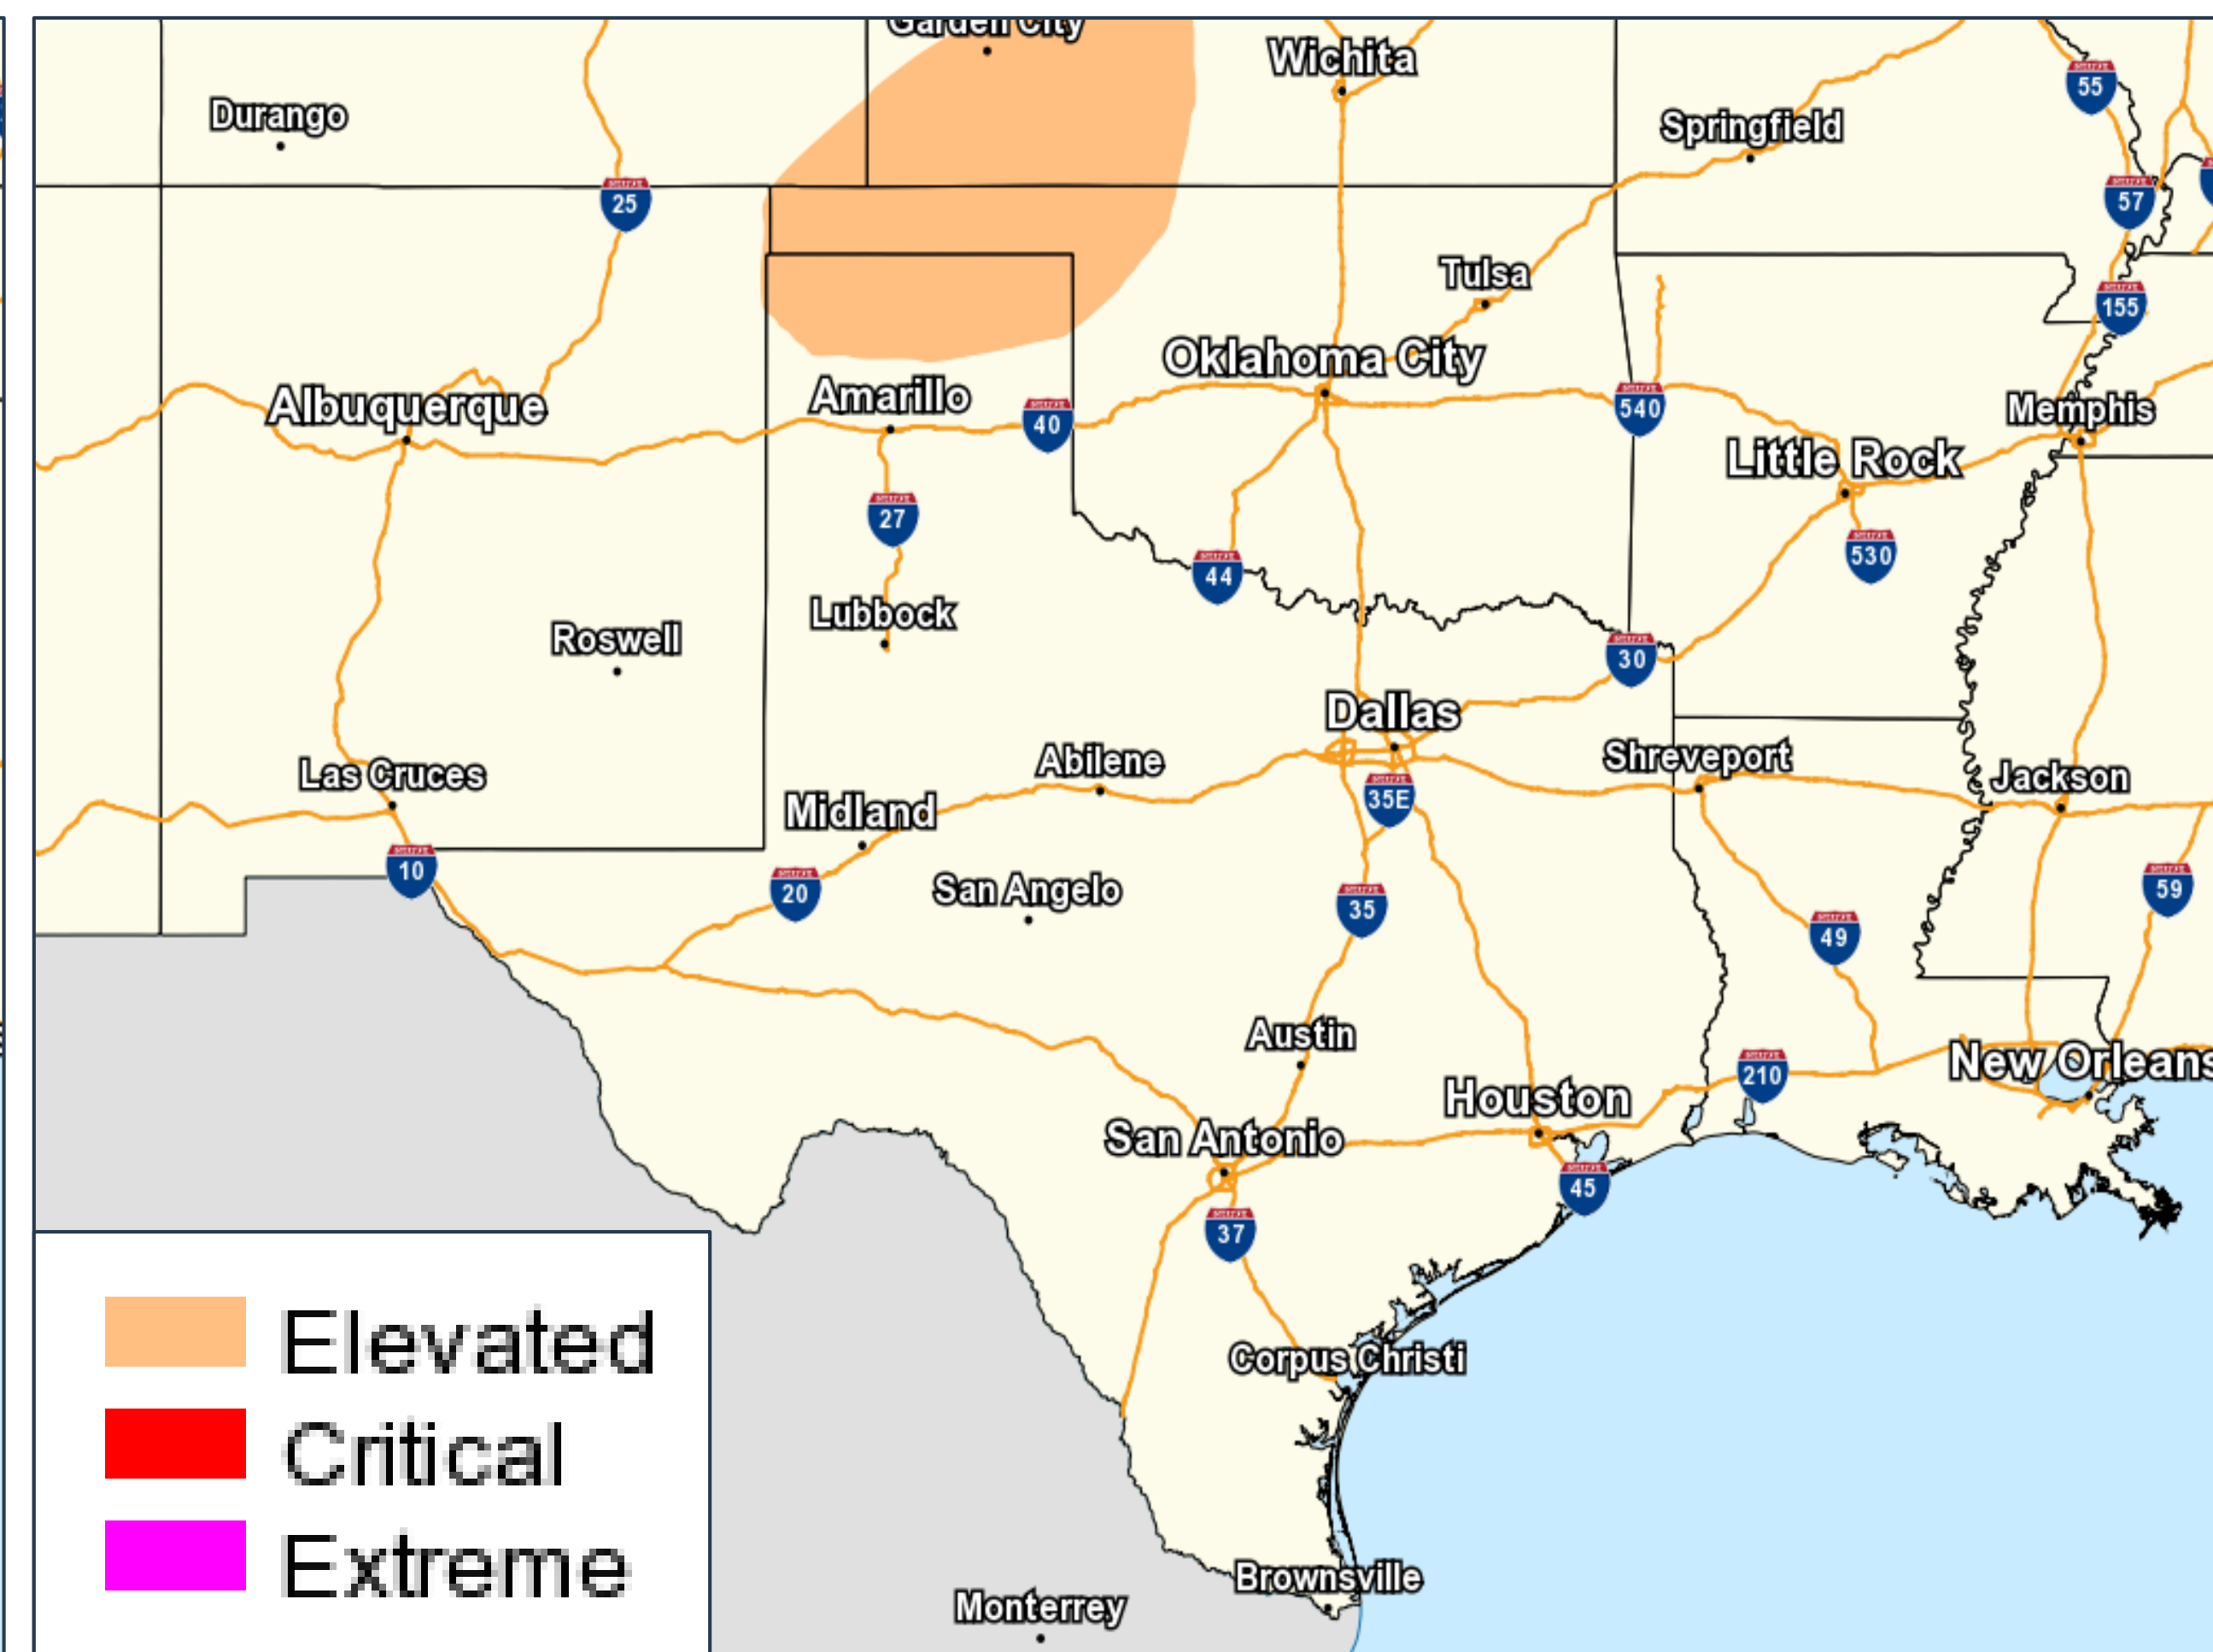 Garden City
Wichita
55
Durango
Springfield
57
25
Tulsa
155
Oklahoma City
Amarillo
Albuquerque
40
540
Memphis
Little Rock
27
530
44
Lubbock
Roswell
30
Dallas
Abilene
Shreveport
Las Cruces
Jackson
Midland
35E
10
20
San Angelo
35
59
49
Austin
New Orleans
210
Houston
San Antonio
45
37
Corpus Christi
Brownsville
Monterrey
Elevated
Critical
Extreme